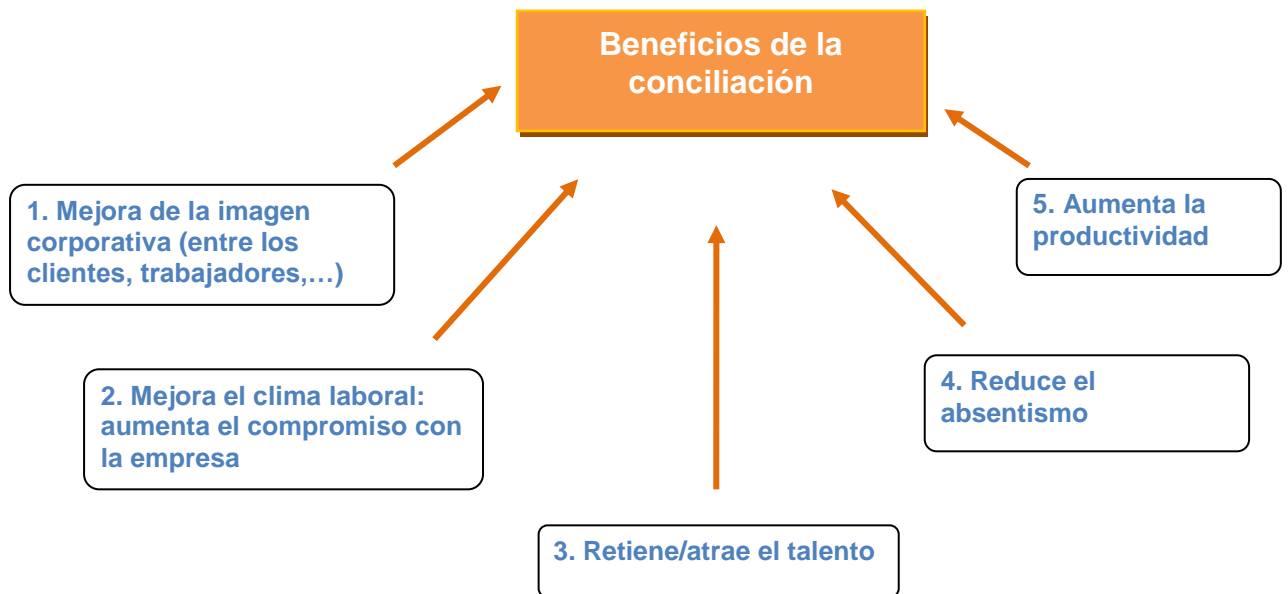 Beneficios de la
conciliación
1. Mejora de la imagen
corporativa (entre los
clientes, trabajadores,…)
2. Mejora el clima laboral:
aumenta el compromiso con
la empresa
3. Retiene/atrae el talento
4. Reduce el
absentismo
5. Aumenta la
productividad